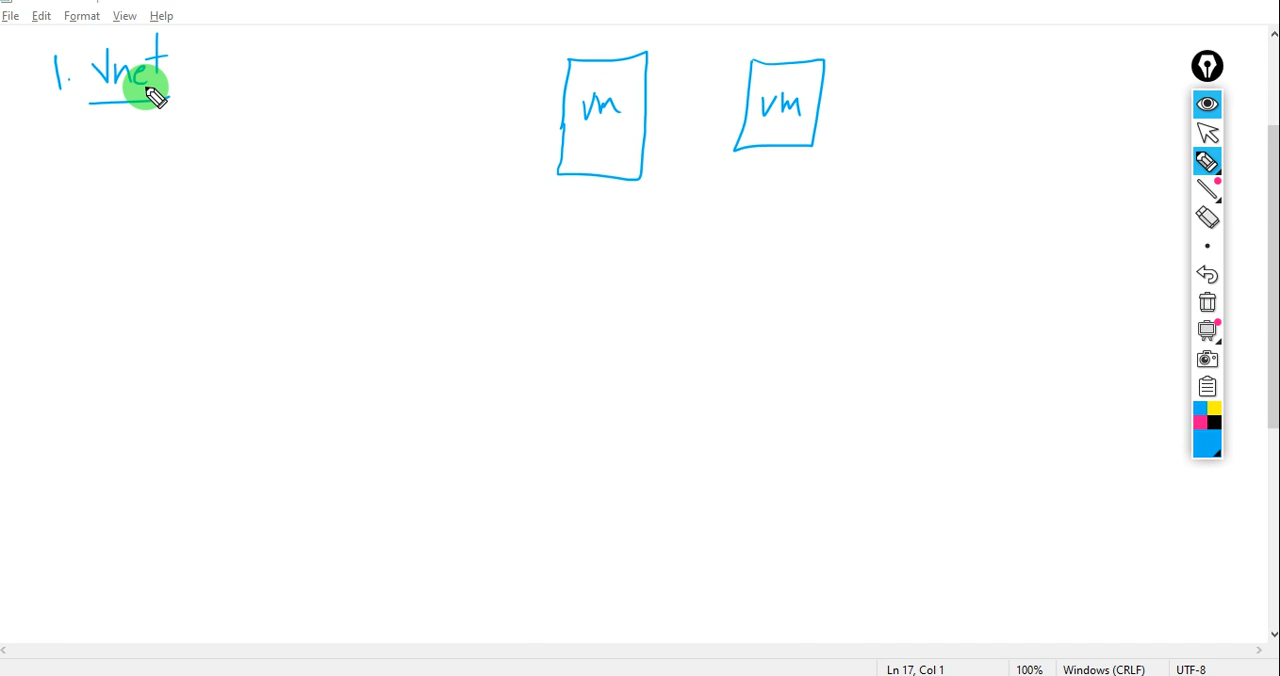 File Edit Format View Help
1. Vnet
vm vm
Ln 17, Col 1 100% Windows (CRLF) UTF-8